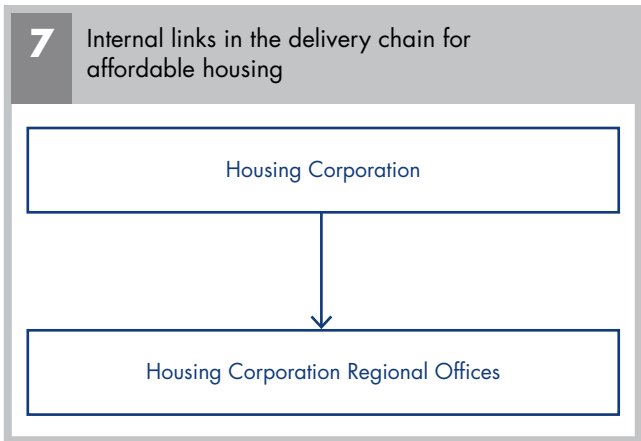 7
Internal links in the delivery chain for
affordable housing
Housing Corporation
Housing Corporation Regional Offices